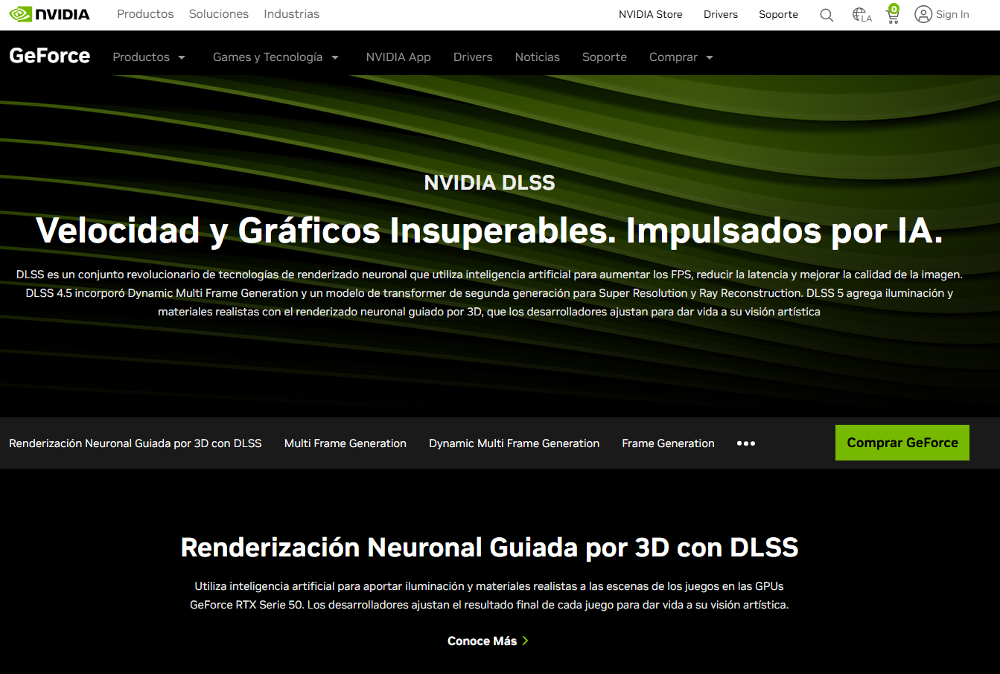 NVIDIA
Productos Soluciones Industrias
NVIDIA Store Drivers Soporte LA 0 Sign In
GeForce Productos Games y Tecnología NVIDIA App Drivers Noticias Soporte Comprar
NVIDIA DLSS
Velocidad y Gráficos Insuperables. Impulsados por IA.
DLSS es un conjunto revolucionario de tecnologías de renderizado neuronal que utiliza inteligencia artificial para aumentar los FPS, reducir la latencia y mejorar la calidad de la imagen.
DLSS 4.5 incorporó Dynamic Multi Frame Generation y un modelo de transformer de segunda generación para Super Resolution y Ray Reconstruction. DLSS 5 agrega iluminación y
materiales realistas con el renderizado neuronal guiado por 3D, que los desarrolladores ajustan para dar vida a su visión artística
Renderización Neuronal Guiada por 3D con DLSS Multi Frame Generation Dynamic Multi Frame Generation Frame Generation ••• Comprar GeForce
Renderización Neuronal Guiada por 3D con DLSS
Utiliza inteligencia artificial para aportar iluminación y materiales realistas a las escenas de los juegos en las GPUs
GeForce RTX Serie 50. Los desarrolladores ajustan el resultado final de cada juego para dar vida a su visión artística.
Conoce Más